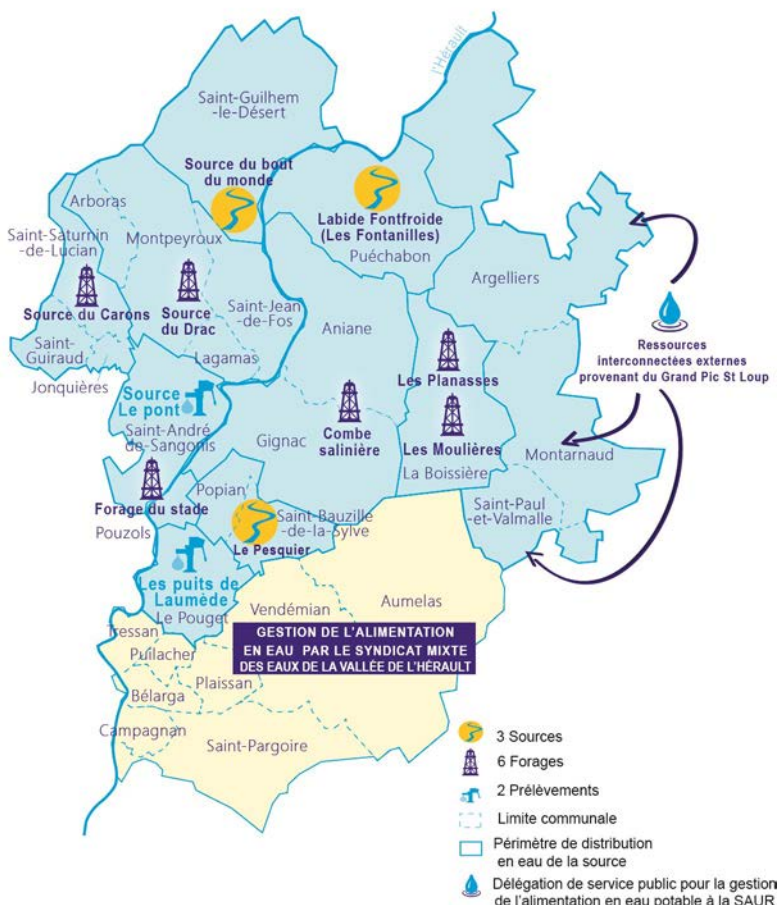 l'Hérault
Saint-Guilhem
-le-Désert
Source du bout
du monde
Labide Fontfroide
(Les Fontanilles)
Puéchabon
Arboras
Saint-Saturnin
-de-Lucian
Montpeyroux
Argelliers
Source du Carons
Source
du Drac
Saint-Jean
-de-Fos
Aniane
Saint-
Guiraud
Jonquières
Lagamas
Ressources
interconnectées externes
provenant du Grand Pic St Loup
Les Planasses
Source
Le pont
Saint-André
-de-Sangonis
Gignac
Combe
salinière
Les Moulières
La Boissière
Montarnaud
Forage du stade
Pouzols
Popian
Saint-Bauzille
-de-la-Sylve
Le Pesquier
Saint-Paul
-et-Valmalle
Les puits de
Laumède
Le Pouget
Vendémian
Aumelas
Tressan
Puilacher
GESTION DE L'ALIMENTATION
EN EAU PAR LE SYNDICAT MIXTE
DES EAUX DE LA VALLÉE DE L'HÉRAULT
Plaissan
Bélarga
Campagnan
Saint-Pargoire
3 Sources
6 Forages
2 Prélèvements
Limite communale
Périmètre de distribution
en eau de la source
Délégation de service public pour la gestion
de l'alimentation en eau potable à la SAUR